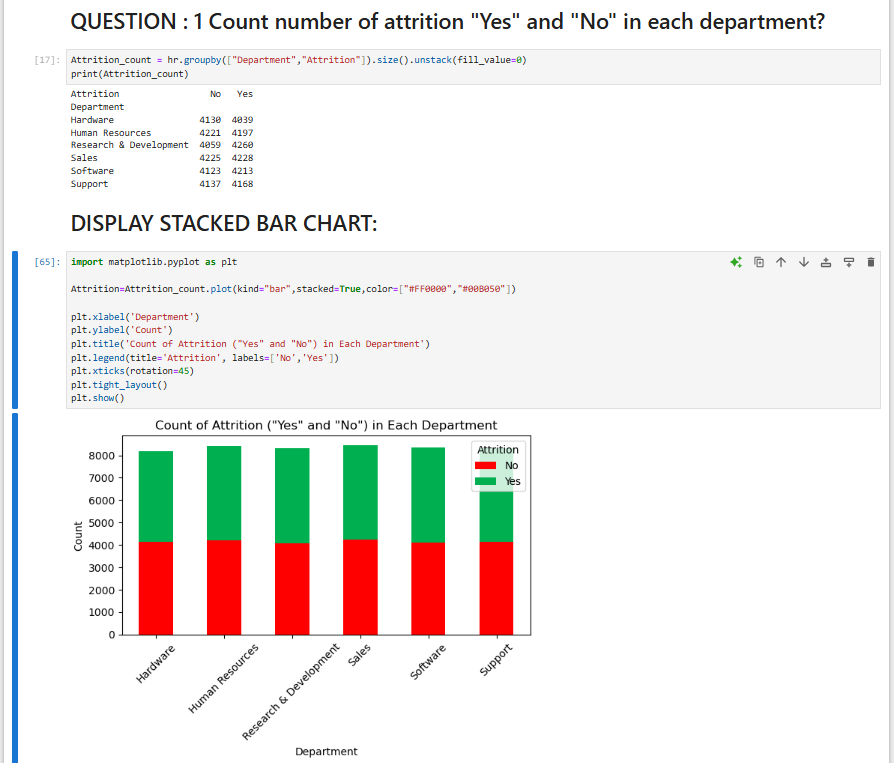 QUESTION : 1 Count number of attrition "Yes" and "No" in each department?
[17]: Attrition_count = hr.groupby(["Department","Attrition"]).size().unstack(fill_value=0)
print(Attrition_count)
Attrition No Yes
Department
Hardware 4130 4039
Human Resources 4221 4197
Research & Development 4059 4260
Sales 4225 4228
Software 4123 4213
Support 4137 4168
DISPLAY STACKED BAR CHART:
[65]: import matplotlib.pyplot as plt
Attrition=Attrition_count.plot(kind="bar",stacked=True,color=["#FF0000","#00B050"])
plt.xlabel('Department')
plt.ylabel('Count')
plt.title('Count of Attrition ("Yes" and "No") in Each Department')
plt.legend(title='Attrition', labels=['No','Yes'])
plt.xticks(rotation=45)
plt.tight_layout()
plt.show()
Count of Attrition ("Yes" and "No") in Each Department
Attrition
No
Yes
8000
7000
6000
5000
4000
3000
2000
1000
0
Count
Hardware
Human Resources
Research & Development
Sales
Software
Support
Department